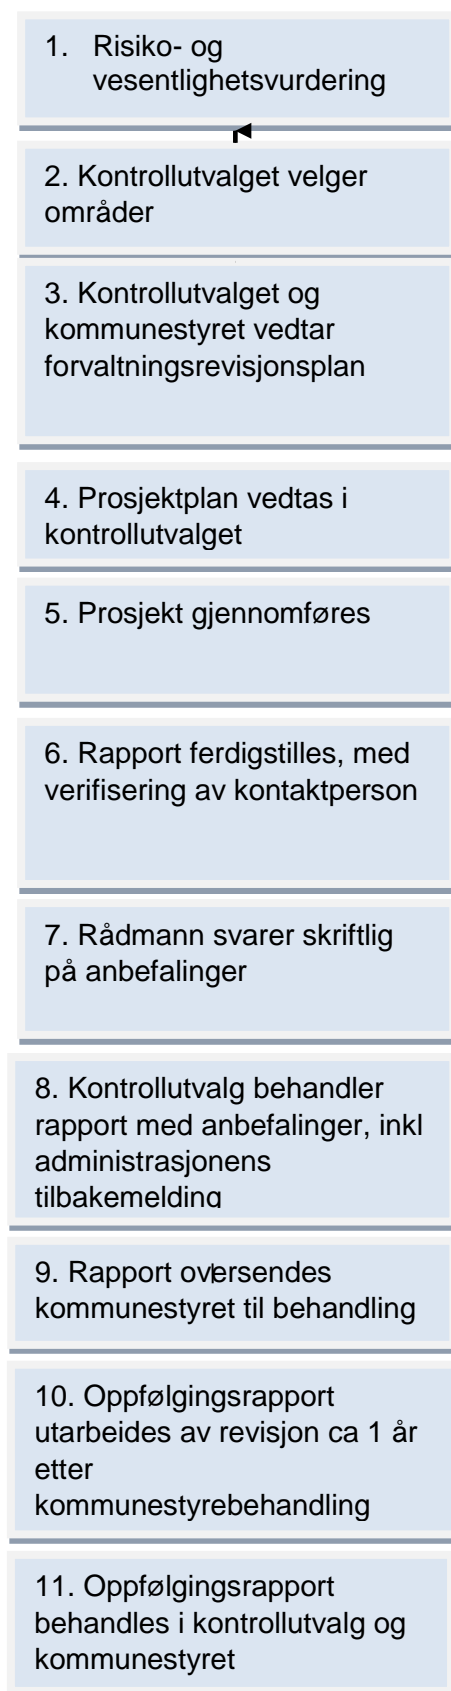 1. Risiko- og
vesentlighetsvurdering
2. Kontrollutvalget velger
områder
3. Kontrollutvalget og
kommunestyret vedtar
forvaltningsrevisjonsplan
4. Prosjektplan vedtas i
kontrollutvalget
5. Prosjekt gjennomføres
6. Rapport ferdigstilles, med
verifisering av kontaktperson
7. Rådmann svarer skriftlig
på anbefalinger
8. Kontrollutvalg behandler
rapport med anbefalinger, inkl
administrasjonens
tilbakemelding
9. Rapport oversendes
kommunestyret til behandling
10. Oppfølgingsrapport
utarbeides av revisjon ca 1 år
etter
kommunestyrebehandling
11. Oppfølgingsrapport
behandles i kontrollutvalg og
kommunestyret